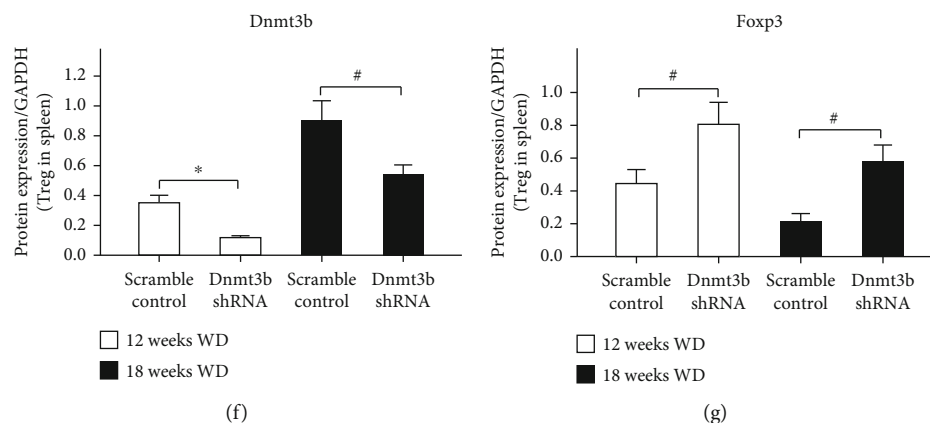 Dnmt3b
Protein expression/GAPDH
(Treg in spleen)
1.2
1.0
0.8
0.6
0.4
0.2
0.0
*
#
Scramble control
Dnmt3b shRNA
Scramble control
Dnmt3b shRNA
12 weeks WD
18 weeks WD
(f)
Foxp3
Protein expression/GAPDH
(Treg in spleen)
1.0
0.8
0.6
0.4
0.2
0.0
#
#
Scramble control
Dnmt3b shRNA
Scramble control
Dnmt3b shRNA
12 weeks WD
18 weeks WD
(g)